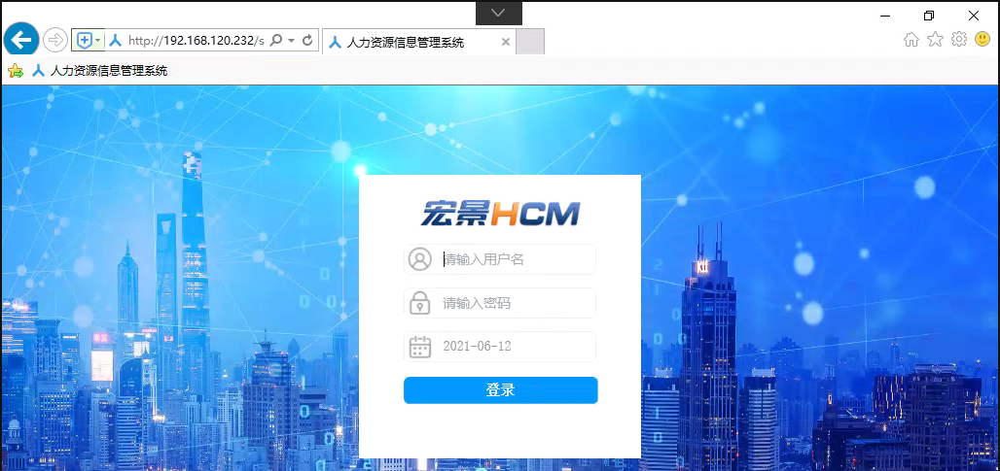 http://192.168.120.232/s
人力资源信息管理系统
人力资源信息管理系统
宏景HCM
请输入用户名
请输入密码
2021-06-12
登录